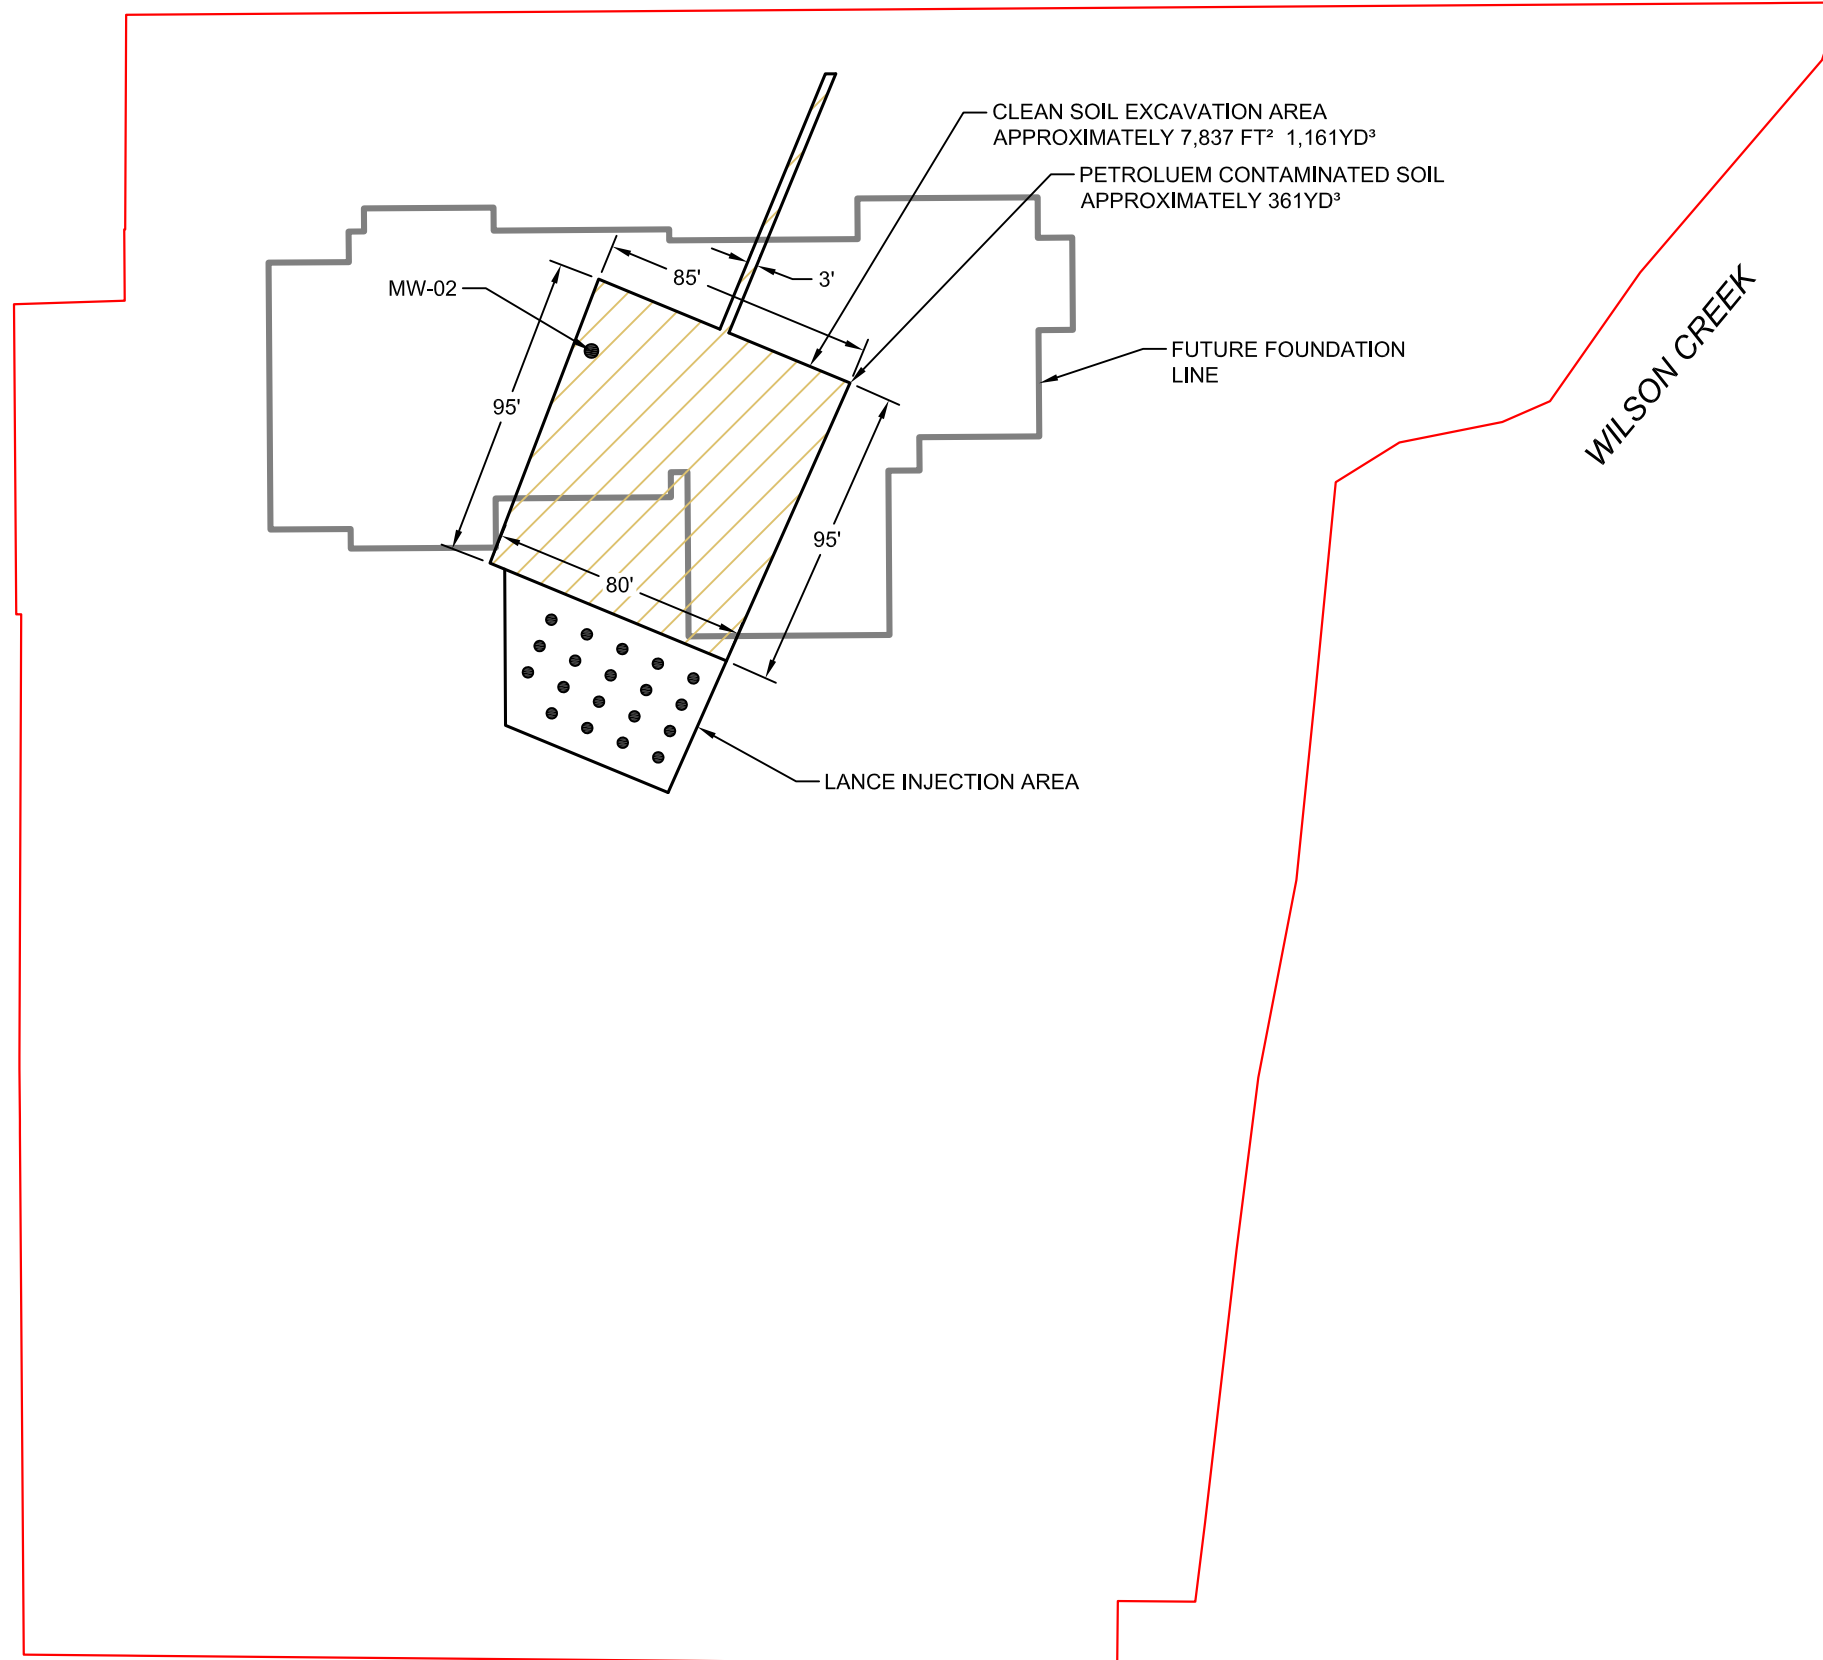 CLEAN SOIL EXCAVATION AREA
APPROXIMATELY 7,837 FT² 1,161YD³
PETROLUEM CONTAMINATED SOIL
APPROXIMATELY 361YD³
85'
3'
MW-02
FUTURE FOUNDATION
LINE
WILSON CREEK
95'
95'
80'
LANCE INJECTION AREA